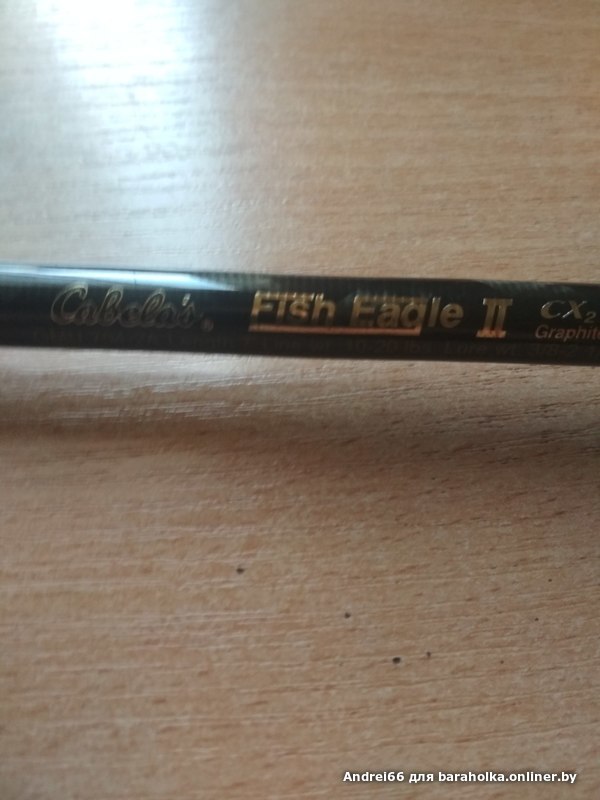 Cabela's® Fish Eagle II CX2
Graphite
Andrei66 для baraholka.onliner.by